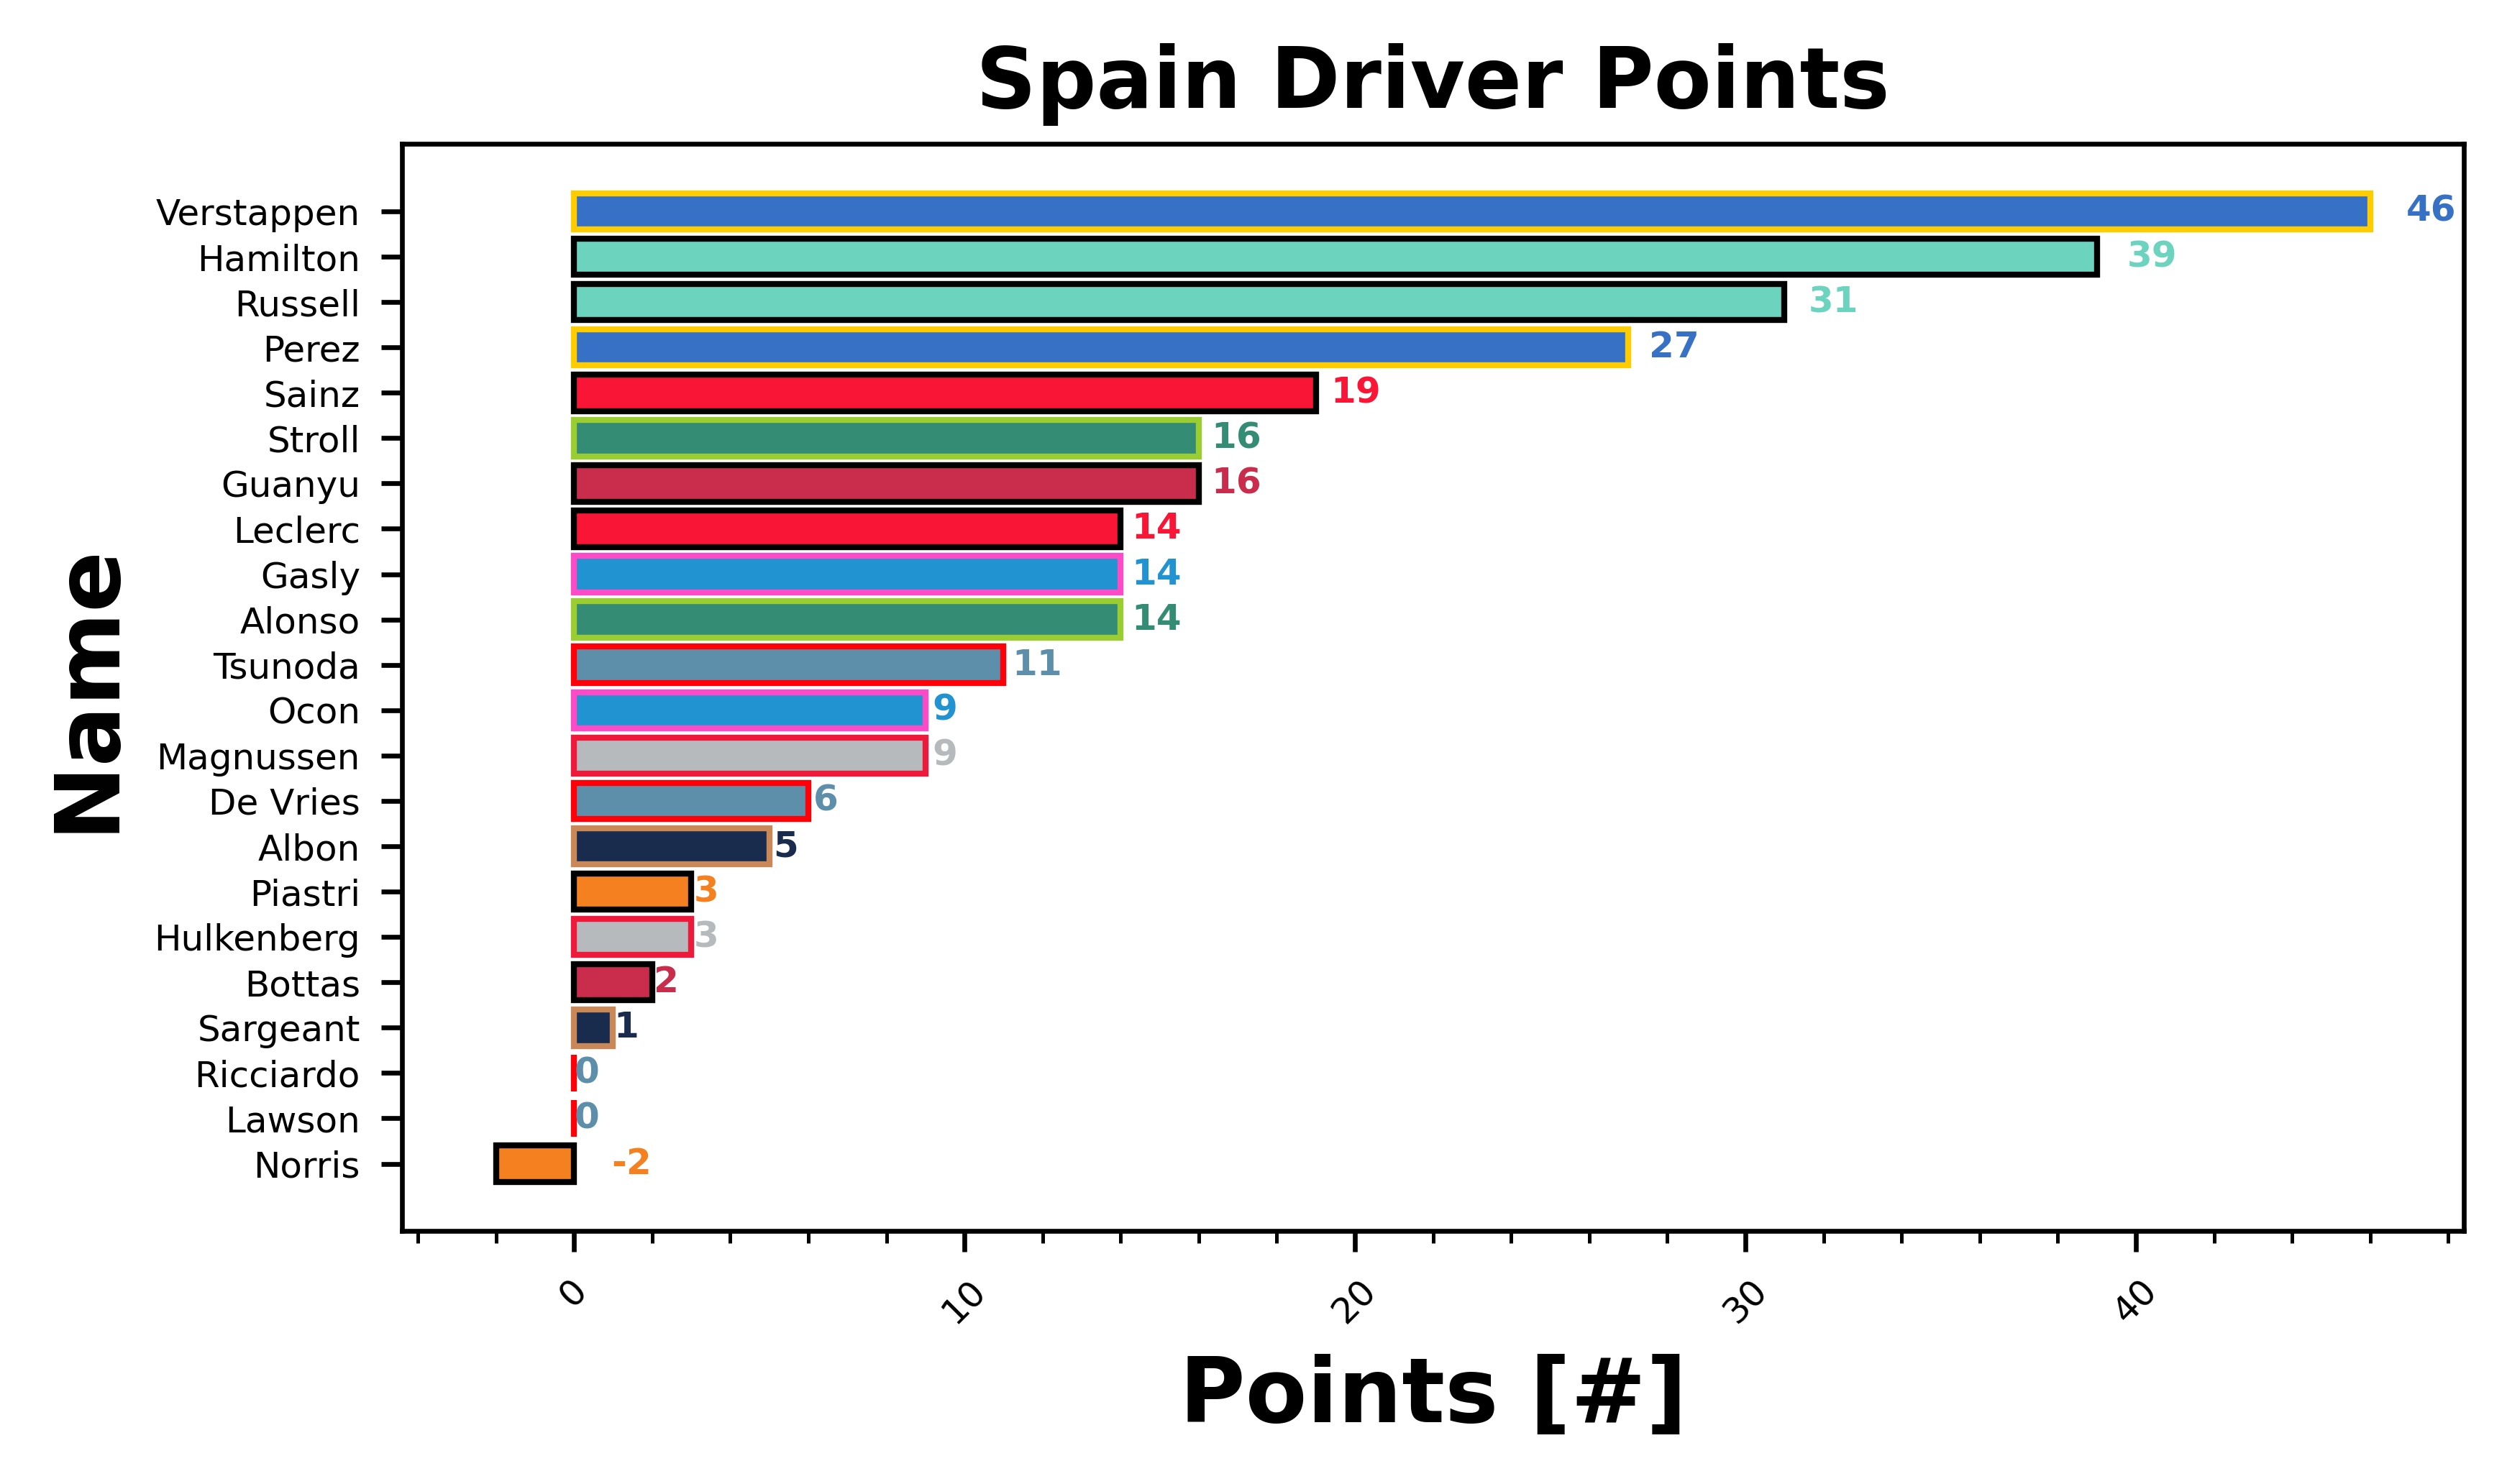 Spain Driver Points
Name
Verstappen 46
Hamilton 39
Russell 31
Perez 27
Sainz 19
Stroll 16
Guanyu 16
Leclerc 14
Gasly 14
Alonso 14
Tsunoda 11
Ocon 9
Magnussen 9
De Vries 6
Albon 5
Piastri 3
Hulkenberg 3
Bottas 2
Sargeant 1
Ricciardo 0
Lawson 0
Norris -2
0 10 20 30 40
Points [#]